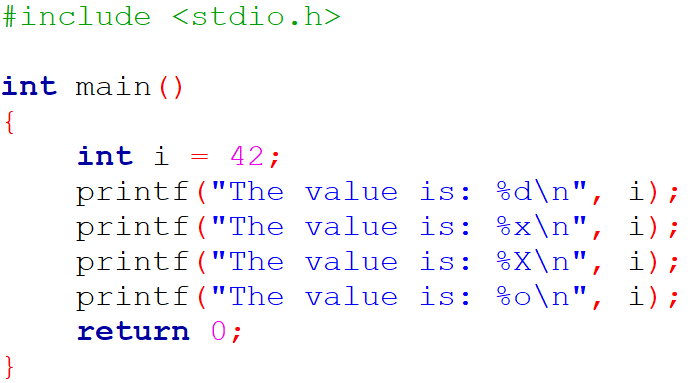 #include <stdio.h>

int main()
{
    int i = 42;
    printf("The value is: %d\n", i);
    printf("The value is: %x\n", i);
    printf("The value is: %X\n", i);
    printf("The value is: %o\n", i);
    return 0;
}